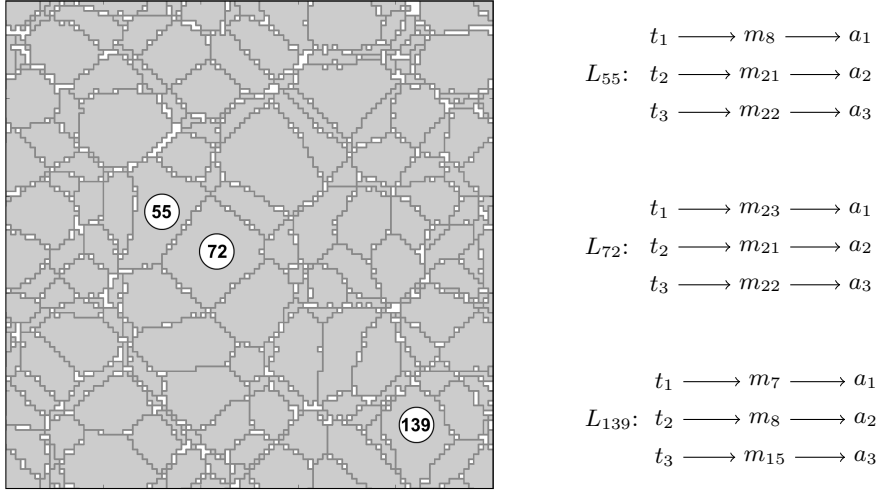 55
72
139
L₅₅:
t₁ ⟶ m₈ ⟶ a₁
t₂ ⟶ m₂₁ ⟶ a₂
t₃ ⟶ m₂₂ ⟶ a₃
L₇₂:
t₁ ⟶ m₂₃ ⟶ a₁
t₂ ⟶ m₂₁ ⟶ a₂
t₃ ⟶ m₂₂ ⟶ a₃
L₁₃₉:
t₁ ⟶ m₇ ⟶ a₁
t₂ ⟶ m₈ ⟶ a₂
t₃ ⟶ m₁₅ ⟶ a₃